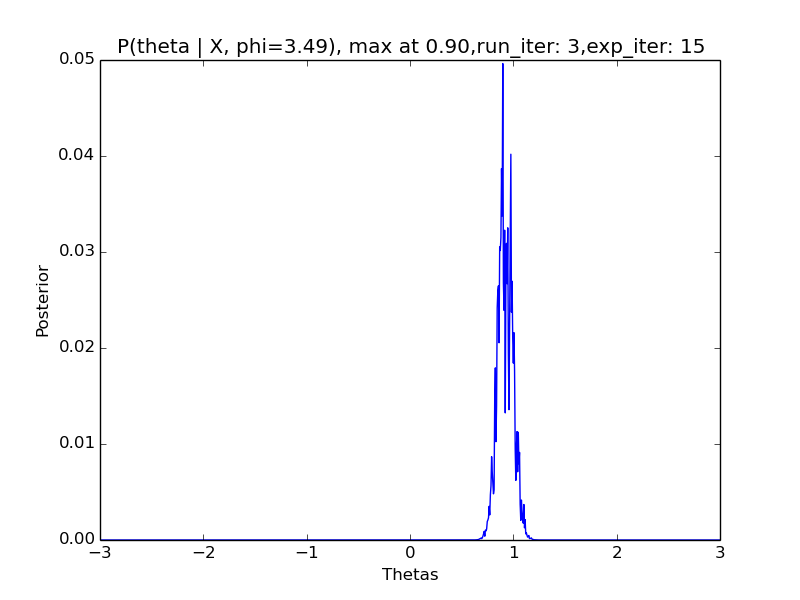 P(theta | X, phi=3.49), max at 0.90,run_iter: 3,exp_iter: 15
0.05
0.04
0.03
0.02
0.01
0.00
Posterior
−3 −2 −1 0 1 2 3
Thetas